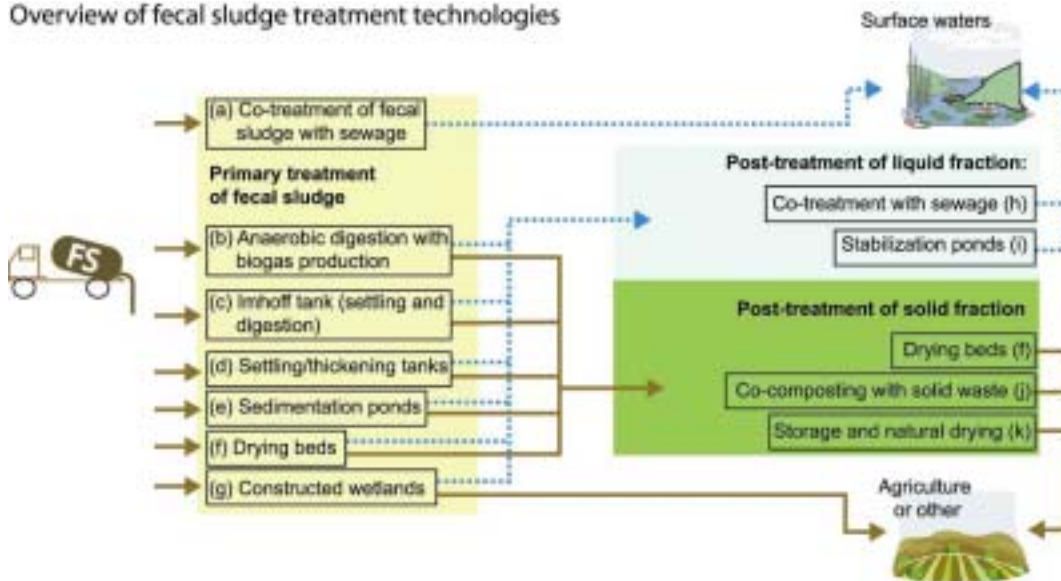 Overview of fecal sludge treatment technologies
Surface waters
(a) Co-treatment of fecal
sludge with sewage
Primary treatment
of fecal sludge
Post-treatment of liquid fraction:
Co-treatment with sewage (h)
Stabilization ponds (i)
FS
(b) Anaerobic digestion with
biogas production
(c) Imhoff tank (settling and
digestion)
(d) Settling/thickening tanks
(e) Sedimentation ponds
(f) Drying beds
(g) Constructed wetlands
Post-treatment of solid fraction
Drying beds (f)
Co-composting with solid waste (j)
Storage and natural drying (k)
Agriculture
or other